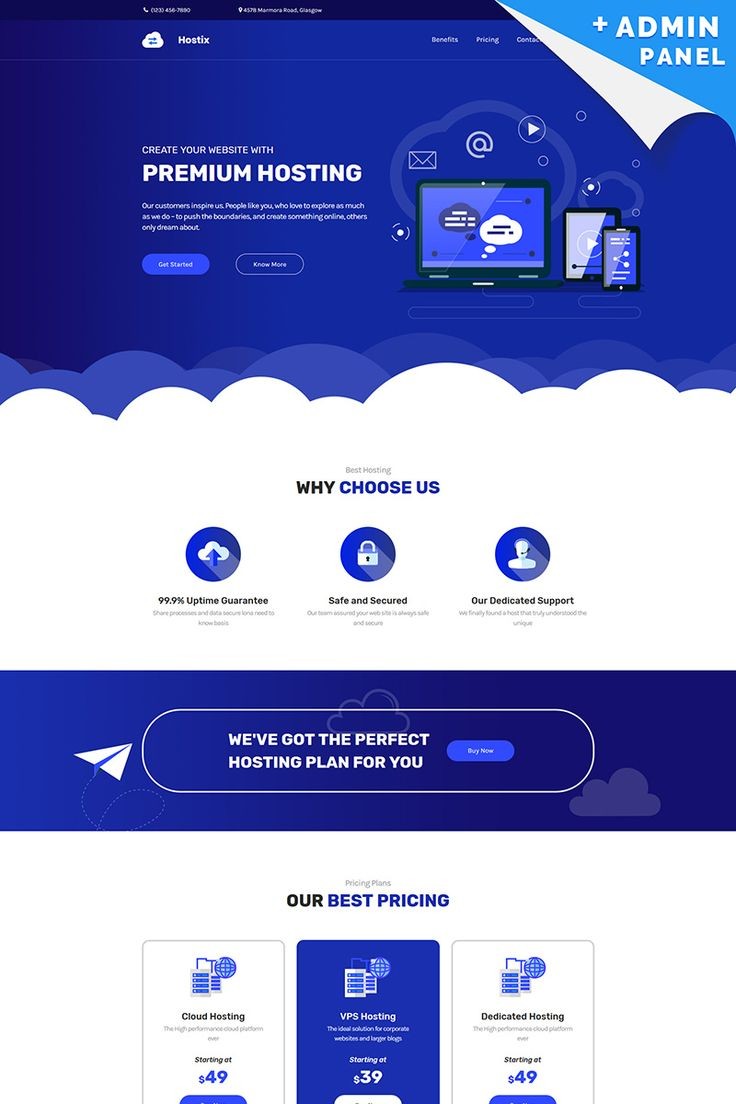 (123) 456-7890
4578 Marmora Road, Glasgow
+ ADMIN
PANEL
Hostix
Benefits
Pricing
CREATE YOUR WEBSITE WITH
PREMIUM HOSTING
Our customers inspire us. People like you, who love to explore as much
as we do – to push the boundaries, and create something online, others
only dream about.
Get Started
Know More
@
Best Hosting
WHY CHOOSE US
99.9% Uptime Guarantee
Share processes and data secure lona need to
know basis
Safe and Secured
Our team assured your web site is always safe
and secure
Our Dedicated Support
We finally found a host that truly understood the
unique
WE'VE GOT THE PERFECT
HOSTING PLAN FOR YOU
Buy Now
Pricing Plans
OUR BEST PRICING
Cloud Hosting
The High performance cloud platform
ever
Starting at
$49
VPS Hosting
The ideal solution for corporate
websites and larger blogs
Starting at
$39
Dedicated Hosting
The High performance cloud platform
ever
Starting at
$49